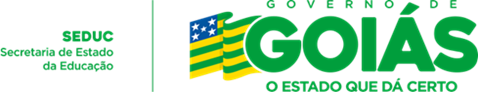 SEDUC
Secretaria de Estado
da Educação
GOVERNO DE
GOIÁS
O ESTADO QUE DÁ CERTO